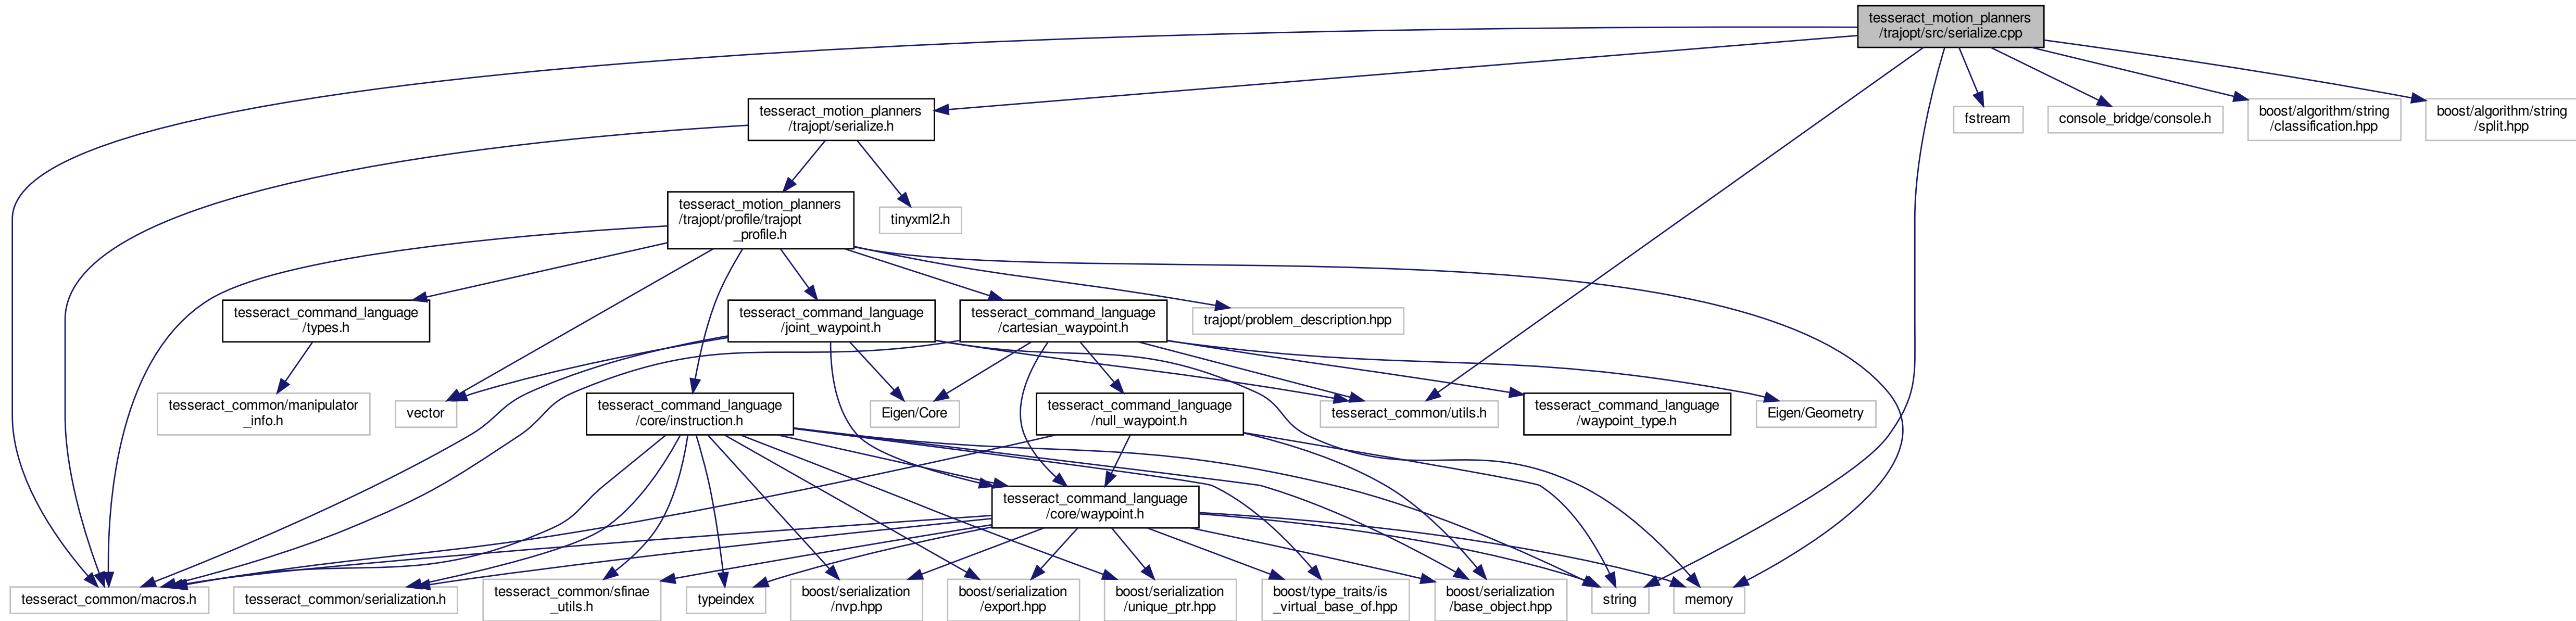 tesseract_motion_planners
/trajopt/src/serialize.cpp
tesseract_motion_planners
/trajopt/serialize.h
fstream
console_bridge/console.h
boost/algorithm/string
/classification.hpp
boost/algorithm/string
/split.hpp
tesseract_motion_planners
/trajopt/profile/trajopt
_profile.h
tinyxml2.h
tesseract_command_language
/types.h
tesseract_command_language
/joint_waypoint.h
tesseract_command_language
/cartesian_waypoint.h
trajopt/problem_description.hpp
tesseract_common/manipulator
_info.h
vector
tesseract_command_language
/core/instruction.h
Eigen/Core
tesseract_command_language
/null_waypoint.h
tesseract_common/utils.h
tesseract_command_language
/waypoint_type.h
Eigen/Geometry
tesseract_command_language
/core/waypoint.h
tesseract_common/macros.h
tesseract_common/serialization.h
tesseract_common/sfinae
_utils.h
typeindex
boost/serialization
/nvp.hpp
boost/serialization
/export.hpp
boost/serialization
/unique_ptr.hpp
boost/type_traits/is
_virtual_base_of.hpp
boost/serialization
/base_object.hpp
string
memory